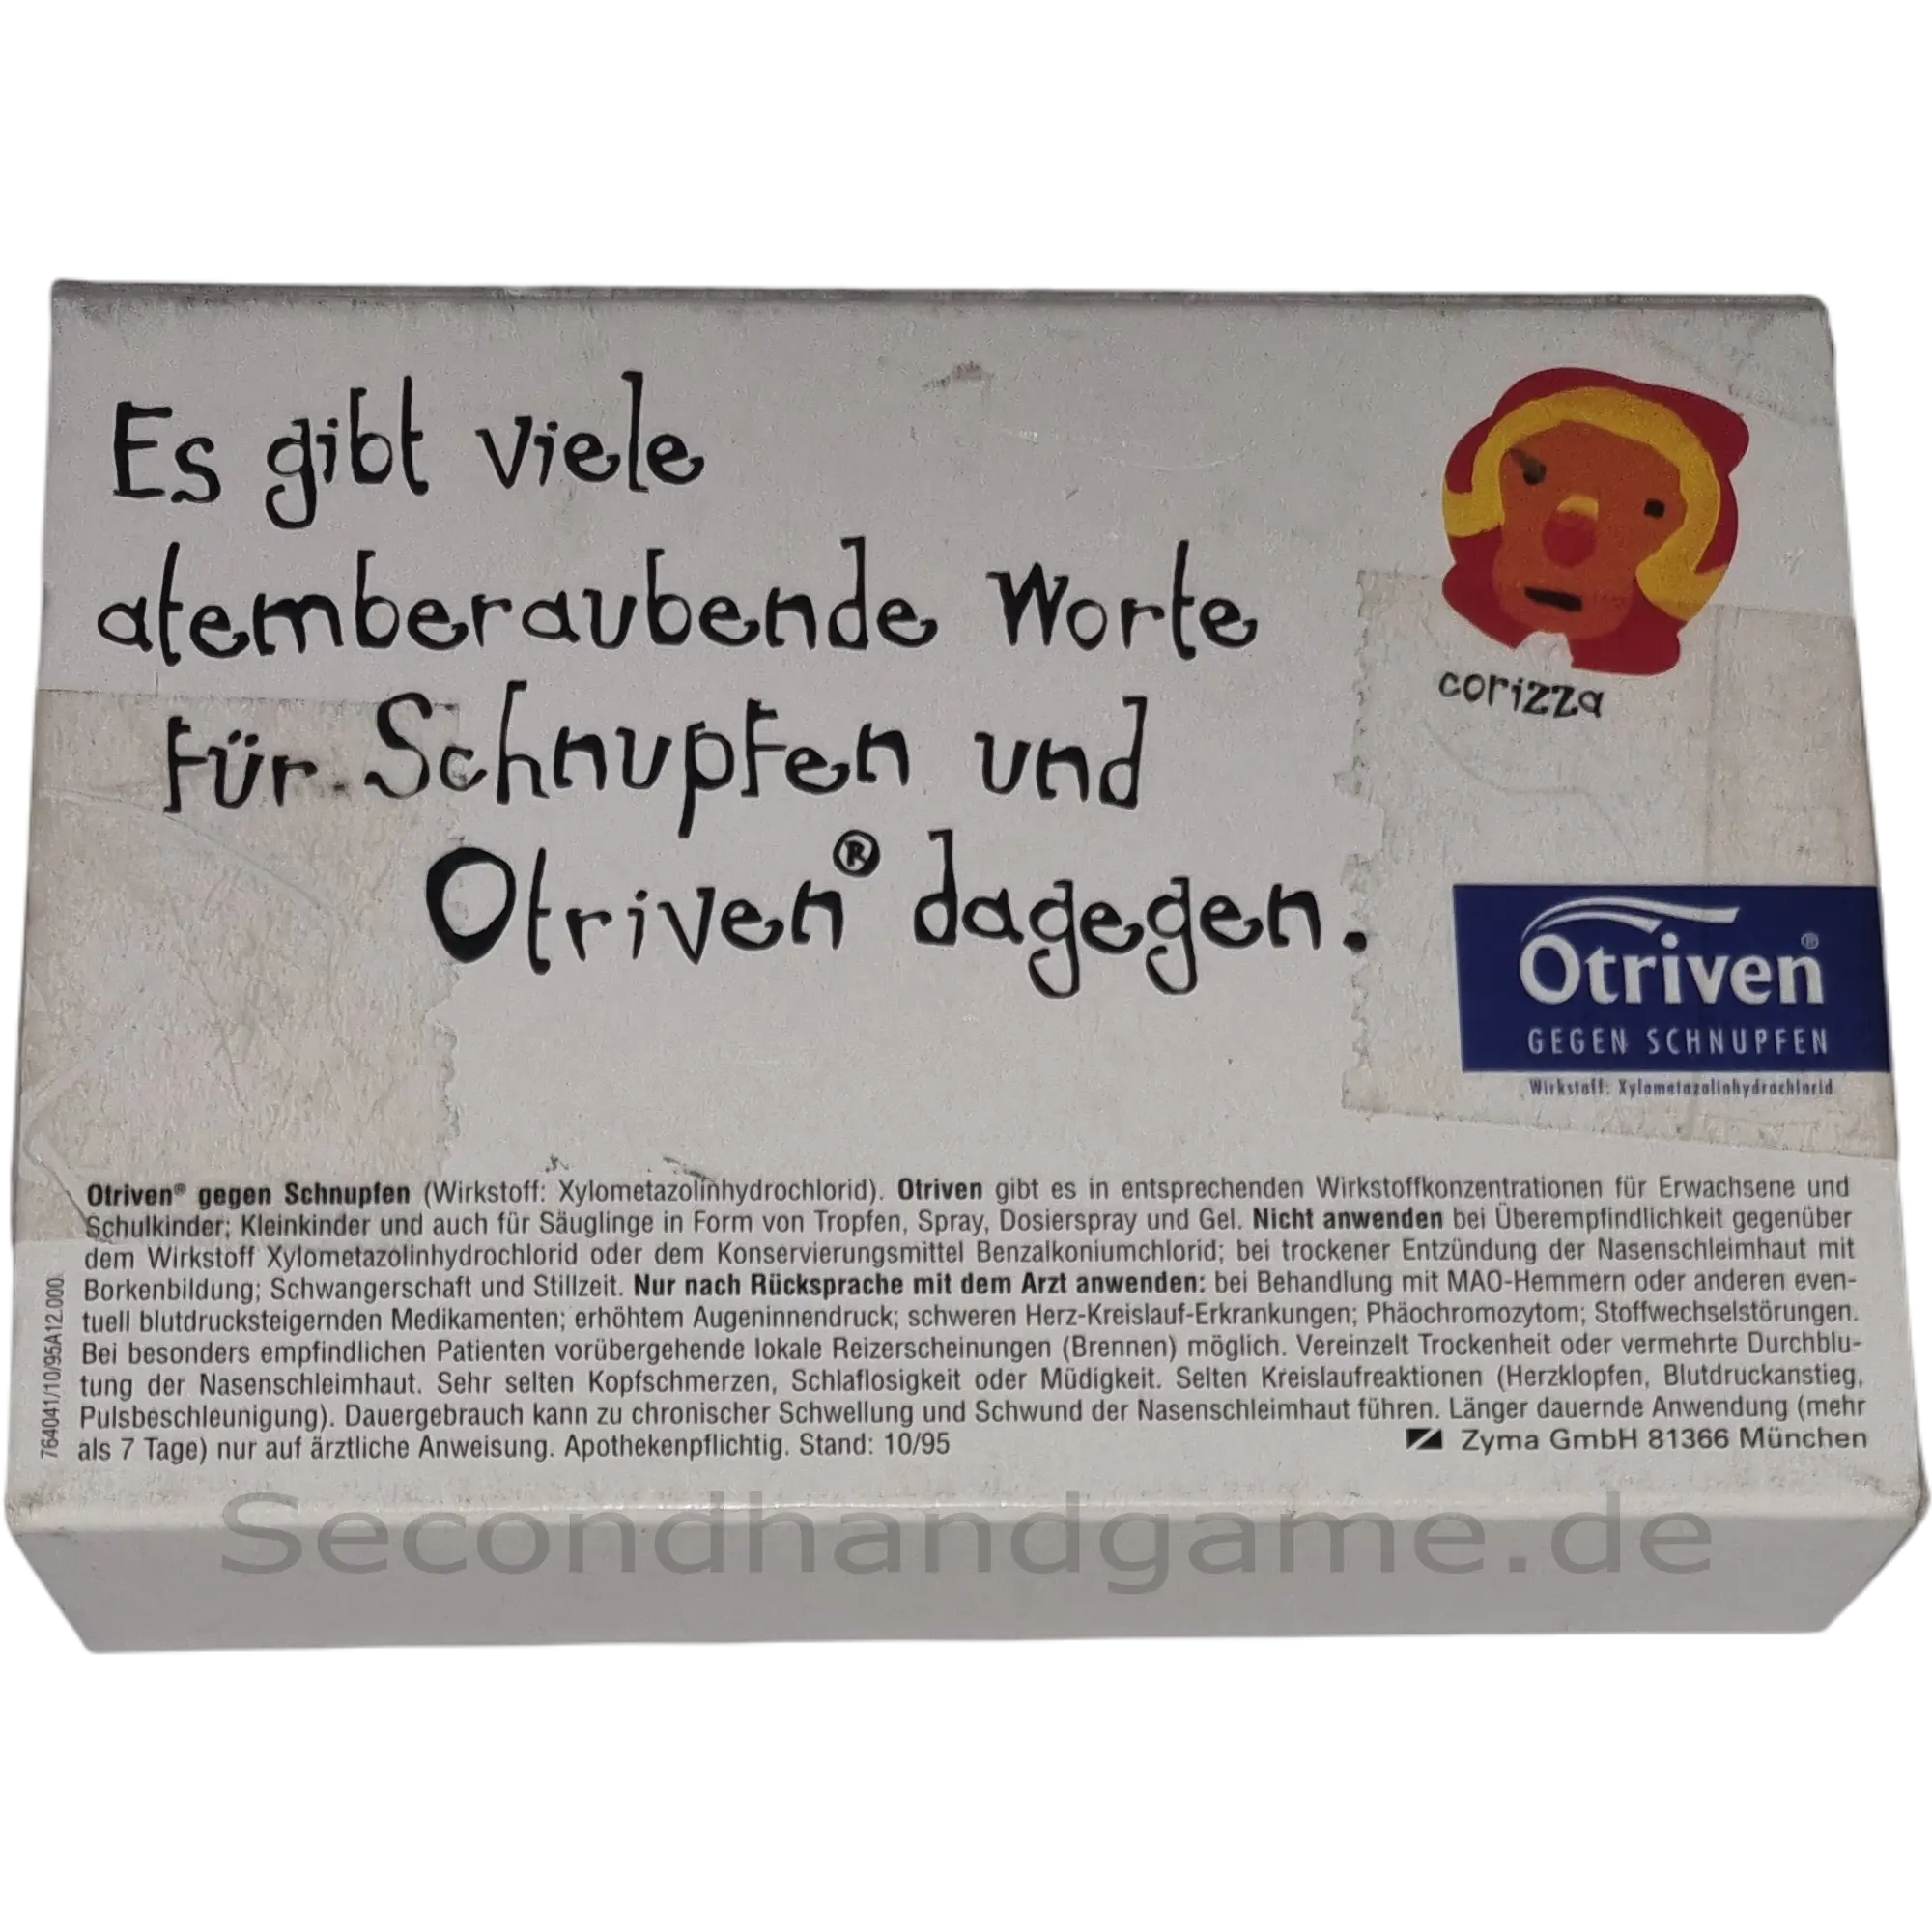 Es gibt viele
atemberaubende Worte
für Schnupfen und
Otriven® dagegen.
corizza
Otriven®
GEGEN SCHNUPFEN
Wirkstoff: Xylometazolinhydrochlorid
Otriven® gegen Schnupfen (Wirkstoff: Xylometazolinhydrochlorid). Otriven gibt es in entsprechenden Wirkstoffkonzentrationen für Erwachsene und
Schulkinder; Kleinkinder und auch für Säuglinge in Form von Tropfen, Spray, Dosierspray und Gel. Nicht anwenden bei Überempfindlichkeit gegenüber
dem Wirkstoff Xylometazolinhydrochlorid oder dem Konservierungsmittel Benzalkoniumchlorid; bei trockener Entzündung der Nasenschleimhaut mit
Borkenbildung; Schwangerschaft und Stillzeit. Nur nach Rücksprache mit dem Arzt anwenden: bei Behandlung mit MAO-Hemmern oder anderen even-
tuell blutdrucksteigernden Medikamenten; erhöhtem Augeninnendruck; schweren Herz-Kreislauf-Erkrankungen; Phäochromozytom; Stoffwechselstörungen.
Bei besonders empfindlichen Patienten vorübergehende lokale Reizerscheinungen (Brennen) möglich. Vereinzelt Trockenheit oder vermehrte Durchblu-
tung der Nasenschleimhaut. Sehr selten Kopfschmerzen, Schlaflosigkeit oder Müdigkeit. Selten Kreislaufreaktionen (Herzklopfen, Blutdruckanstieg,
Pulsbeschleunigung). Dauergebrauch kann zu chronischer Schwellung und Schwund der Nasenschleimhaut führen. Länger dauernde Anwendung (mehr
als 7 Tage) nur auf ärztliche Anweisung. Apothekenpflichtig. Stand: 10/95
Zyma GmbH 81366 München
764041/10/95A12.000
Secondhandgame.de